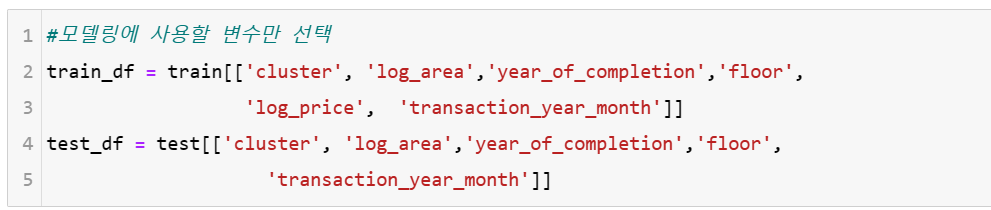 1 #모델링에 사용할 변수만 선택
2 train_df = train[['cluster', 'log_area','year_of_completion','floor',
3 'log_price',  'transaction_year_month']]
4 test_df = test[['cluster', 'log_area','year_of_completion','floor',
5 'transaction_year_month']]